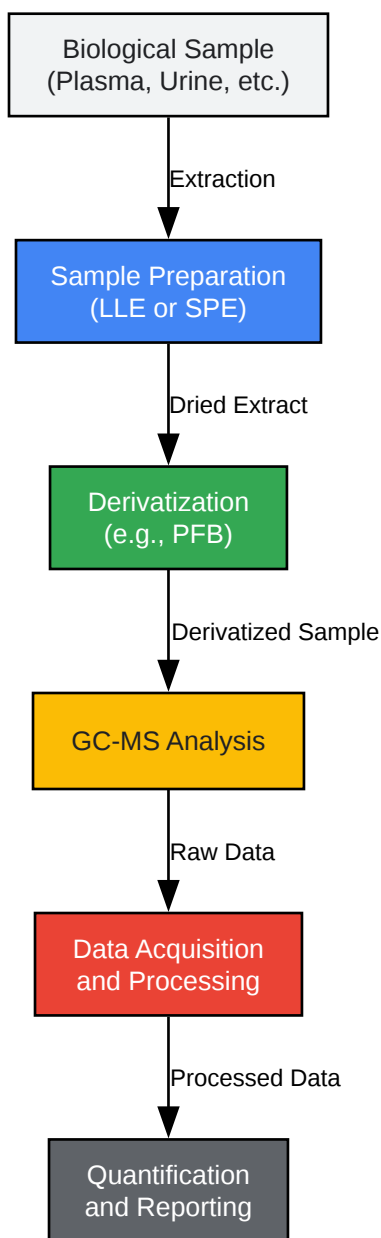 Biological Sample
(Plasma, Urine, etc.)
Extraction
Sample Preparation
(LLE or SPE)
Dried Extract
Derivatization
(e.g., PFB)
Derivatized Sample
GC-MS Analysis
Raw Data
Data Acquisition
and Processing
Processed Data
Quantification
and Reporting